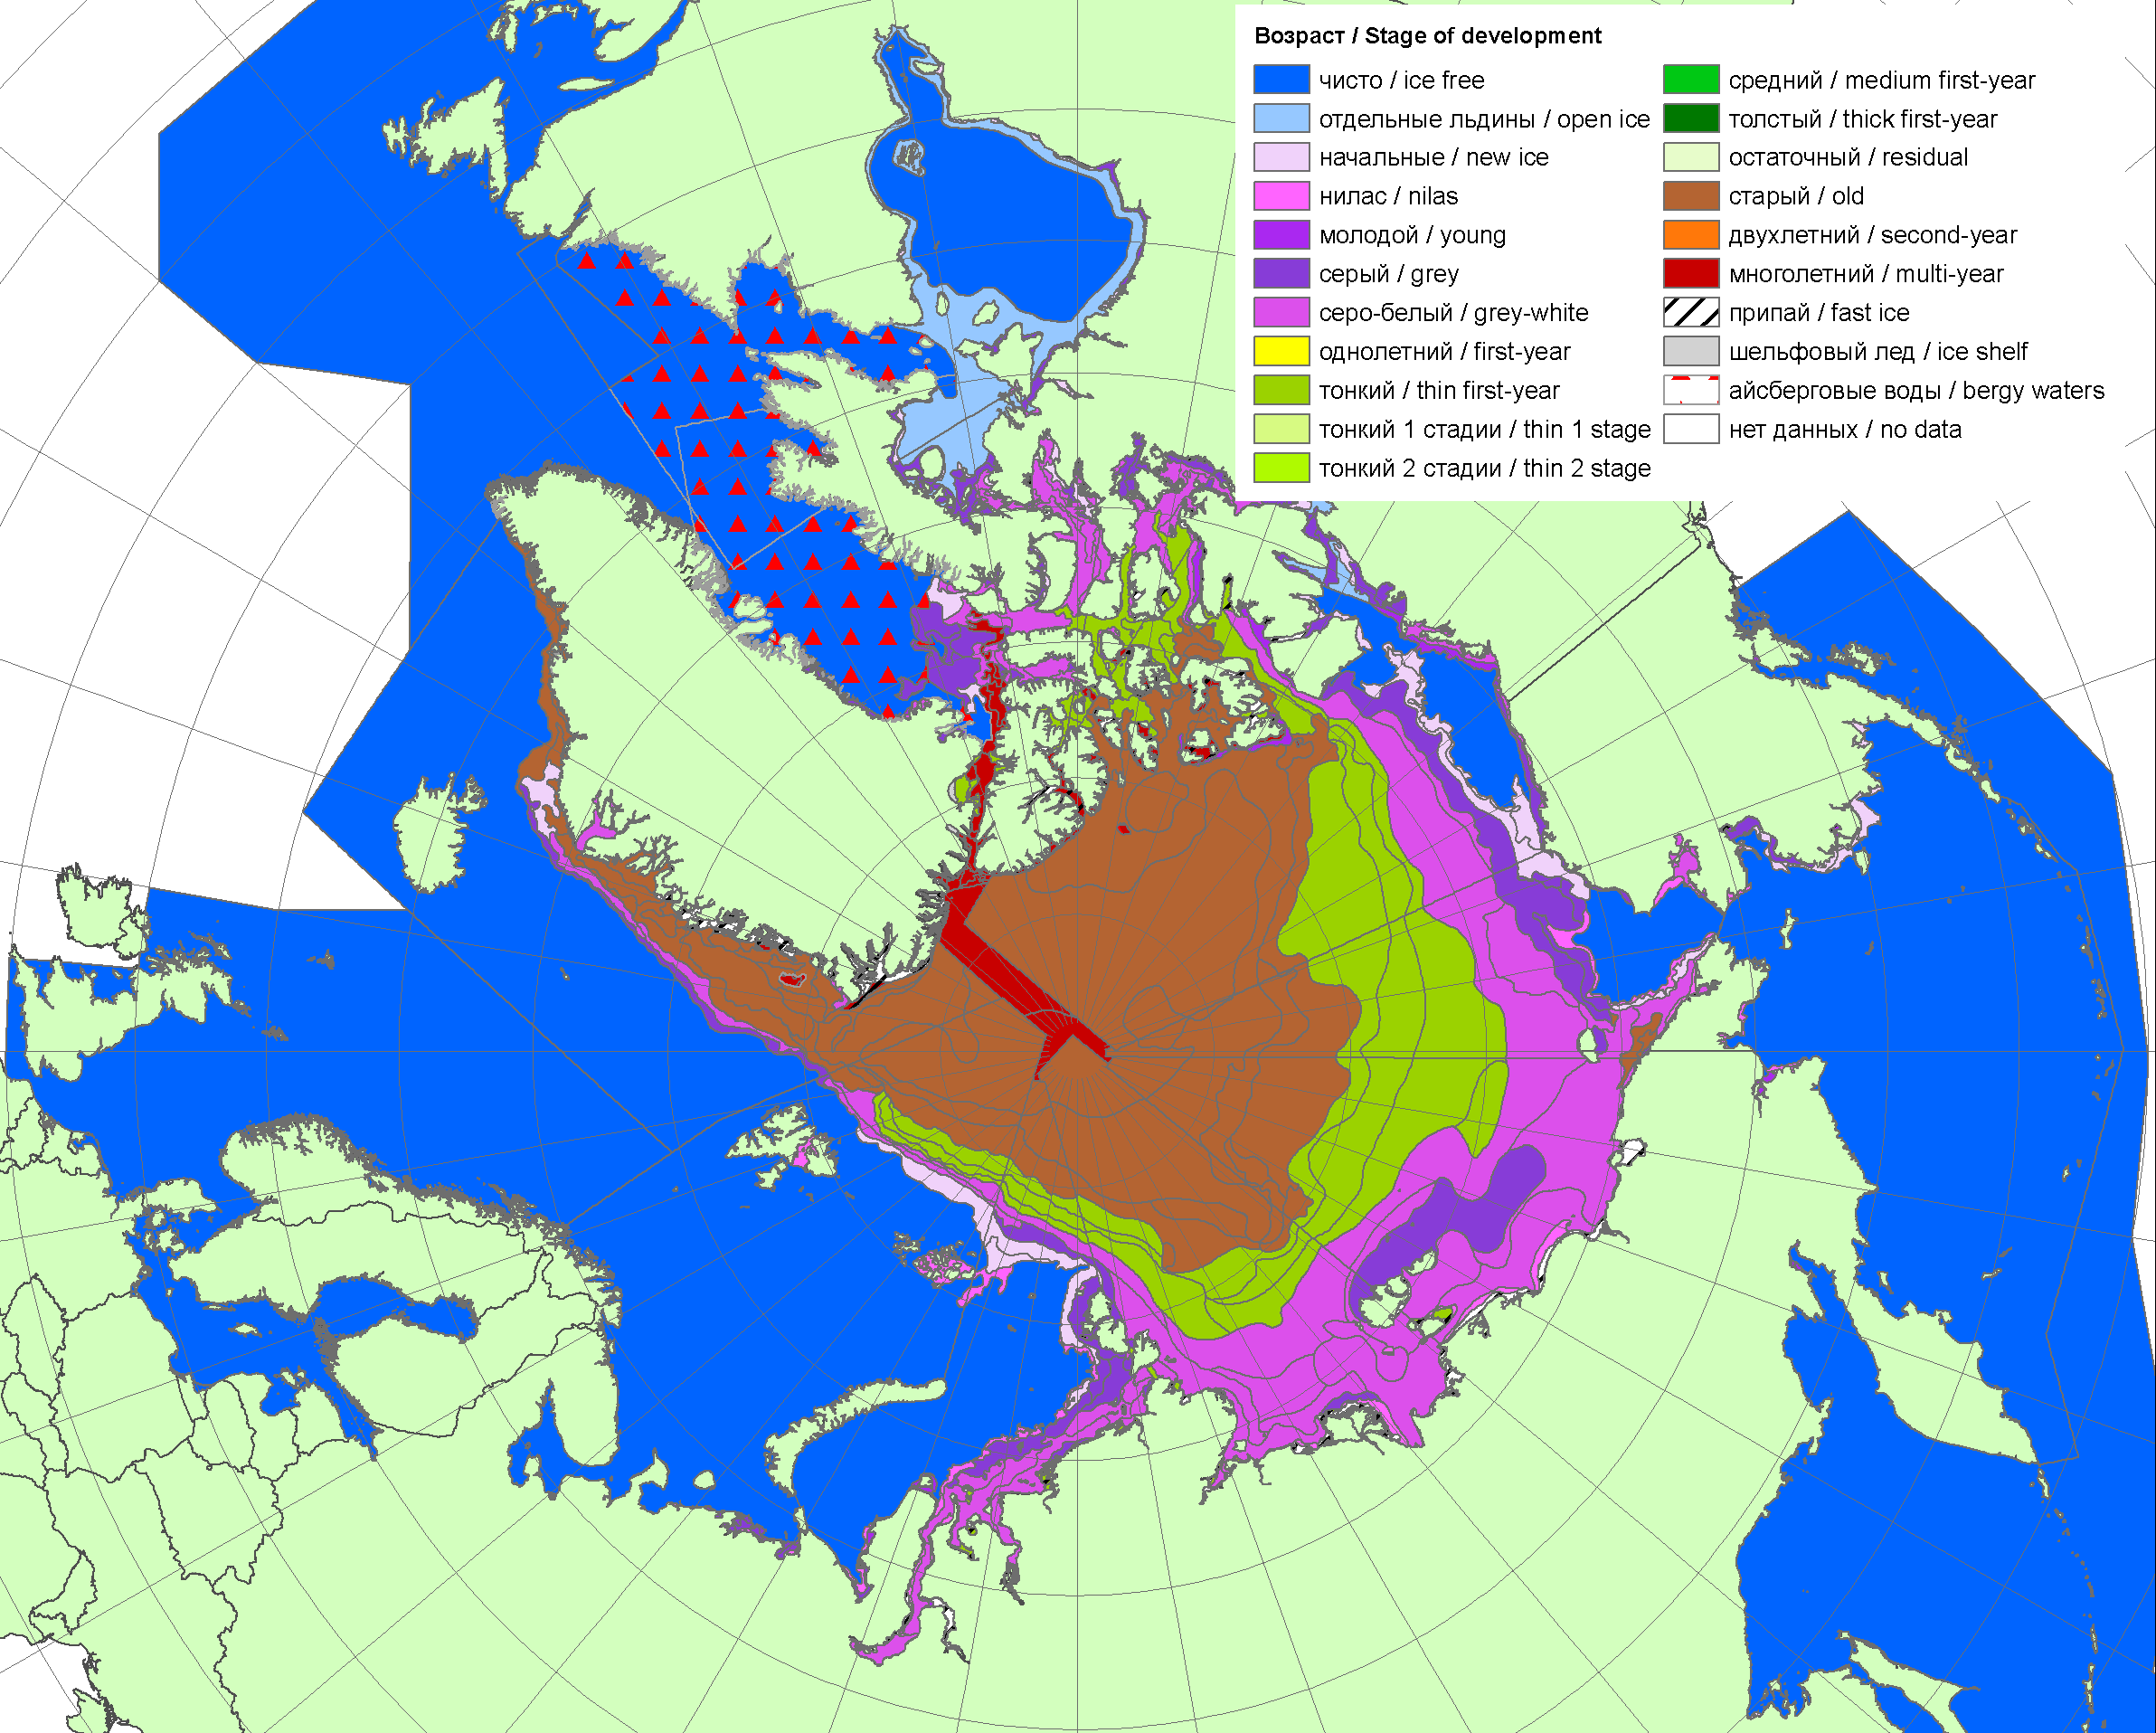 Возраст / Stage of development
чисто / ice free
отдельные льдины / open ice
начальные / new ice
нилас / nilas
молодой / young
серый / grey
серо-белый / grey-white
однолетний / first-year
тонкий / thin first-year
тонкий 1 стадии / thin 1 stage
тонкий 2 стадии / thin 2 stage
средний / medium first-year
толстый / thick first-year
остаточный / residual
старый / old
двухлетний / second-year
многолетний / multi-year
припай / fast ice
шельфовый лед / ice shelf
айсберговые воды / bergy waters
нет данных / no data